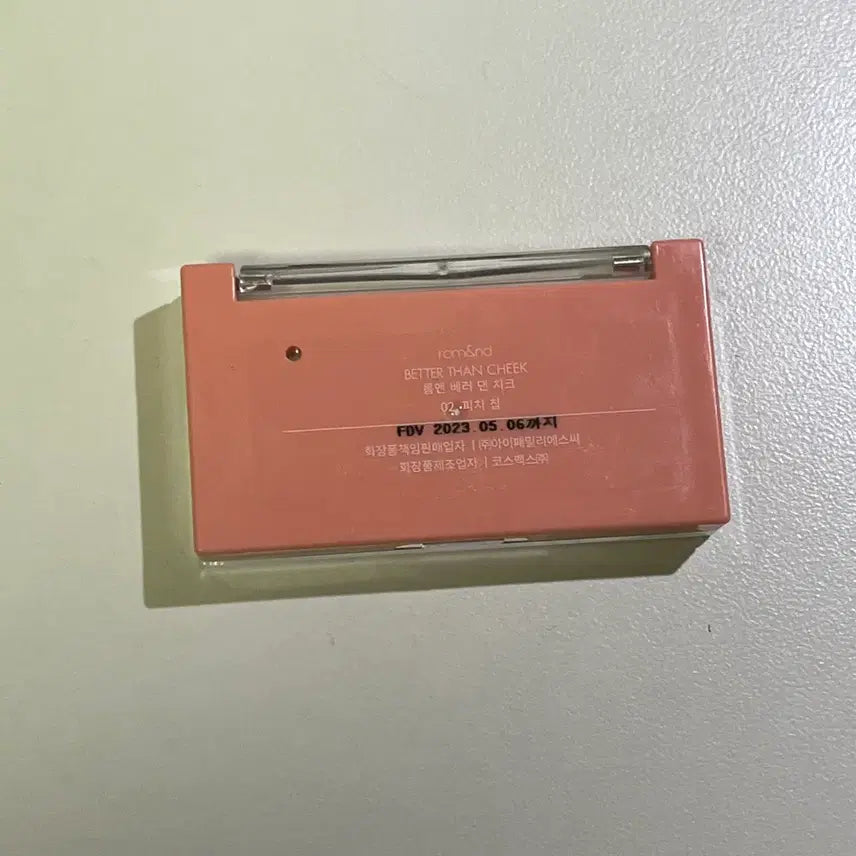 rom&nd
BETTER THAN CHEEK
롬앤 베러 댄 치크
02 피치 칩
FDV 2023.05.06까지
화장품책임판매업자 | ㈜아이패밀리에스씨
화장품제조업자 | 코스맥스㈜